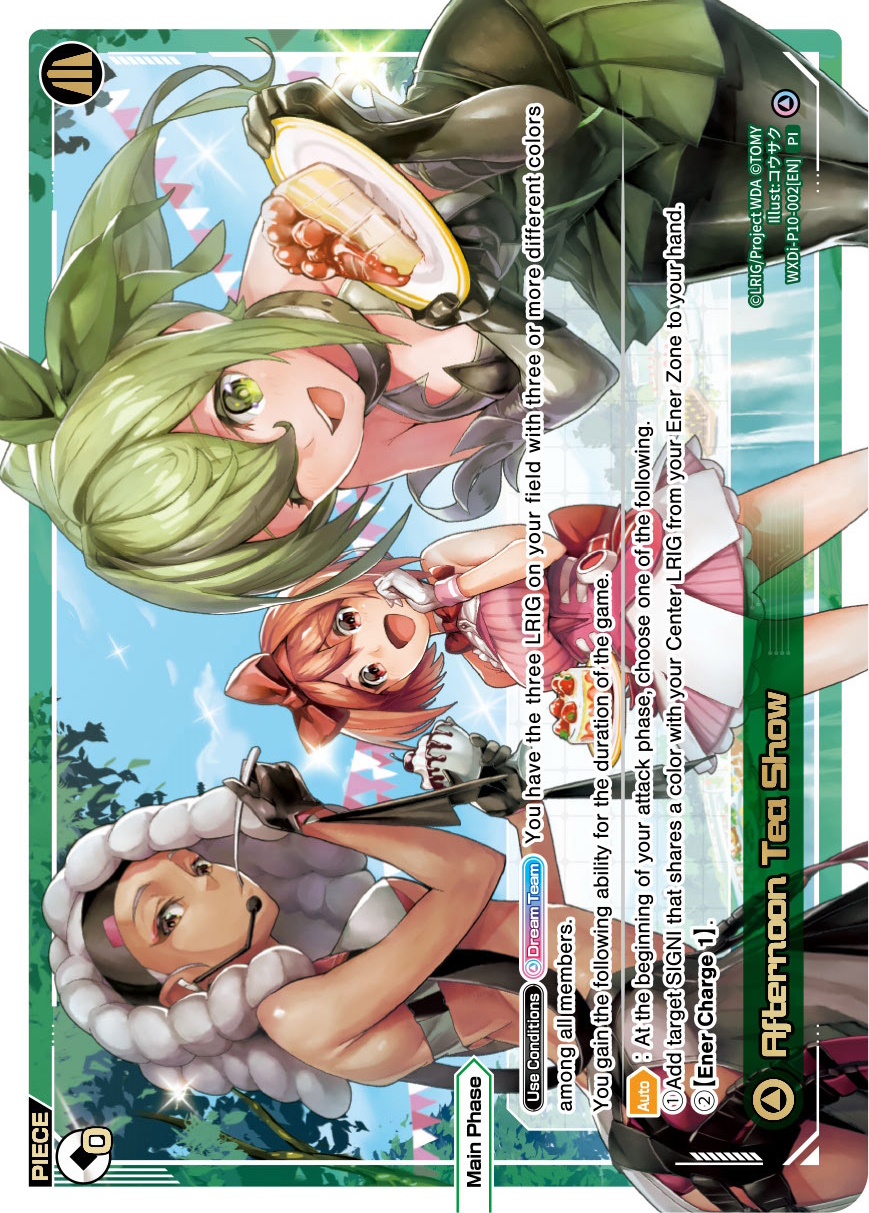 PIECE
0
Main Phase
Use Conditions Dream Team You have the three LRIG on your field with three or more different colors
among all members.
You gain the following ability for the duration of the game.
Auto : At the beginning of your attack phase, choose one of the following.
①Add target SIGNI that shares a color with your Center LRIG from your Ener Zone to your hand.
②[Ener Charge 1].
Afternoon Tea Show
©LRIG/Project WDA ©TOMY
Illust:コウサク
WXDi-P10-002[EN] PI